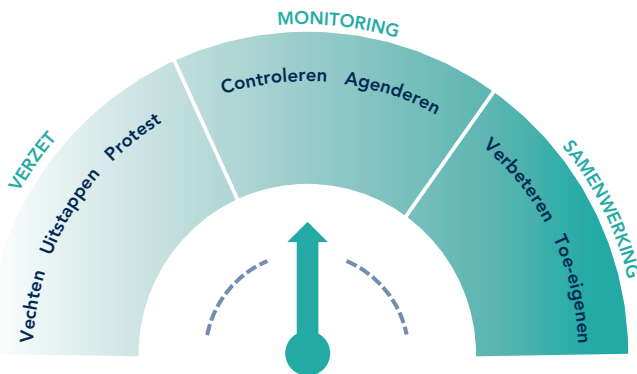 VERZET
Vechten Uitstappen Protest
MONITORING
Controleren Agenderen
SAMENWERKING
Verbeteren Toe-eigenen